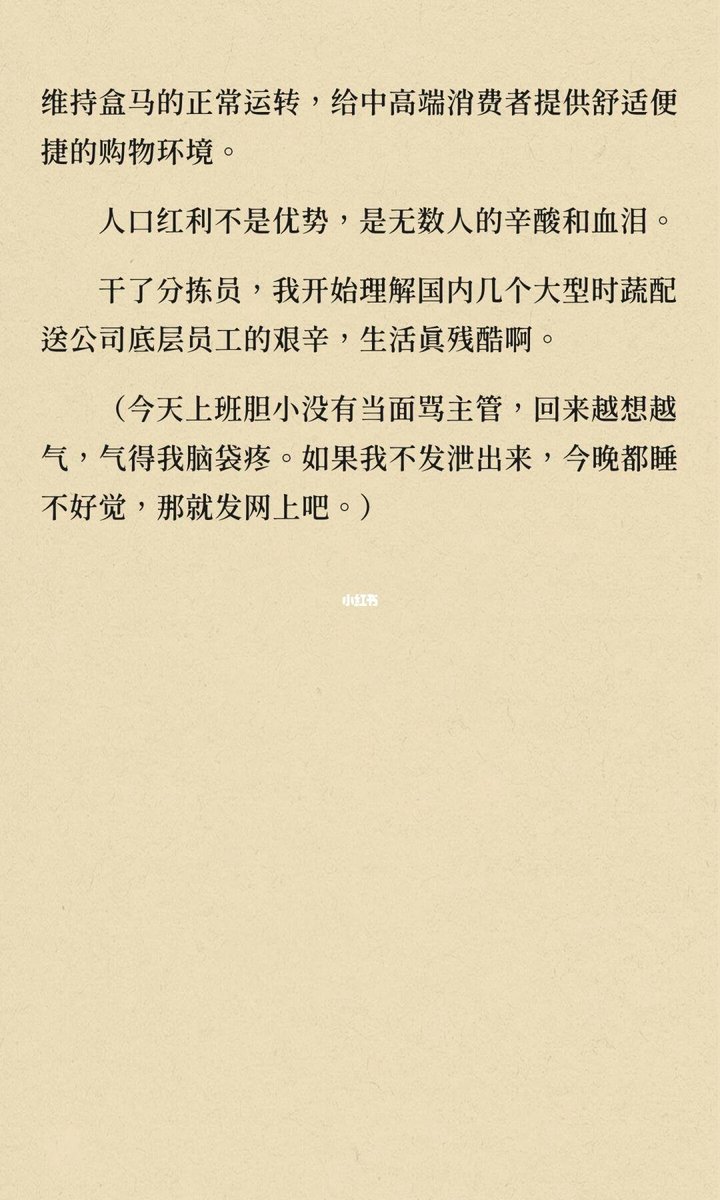 维持盒马的正常运转，给中高端消费者提供舒适便
捷的购物环境。
人口红利不是优势，是无数人的辛酸和血泪。
干了分拣员，我开始理解国内几个大型时蔬配
送公司底层员工的艰辛，生活眞残酷啊。
（今天上班胆小没有当面骂主管，回来越想越
气，气得我脑袋疼。如果我不发泄出来，今晚都睡
不好觉，那就发网上吧。）
小红书